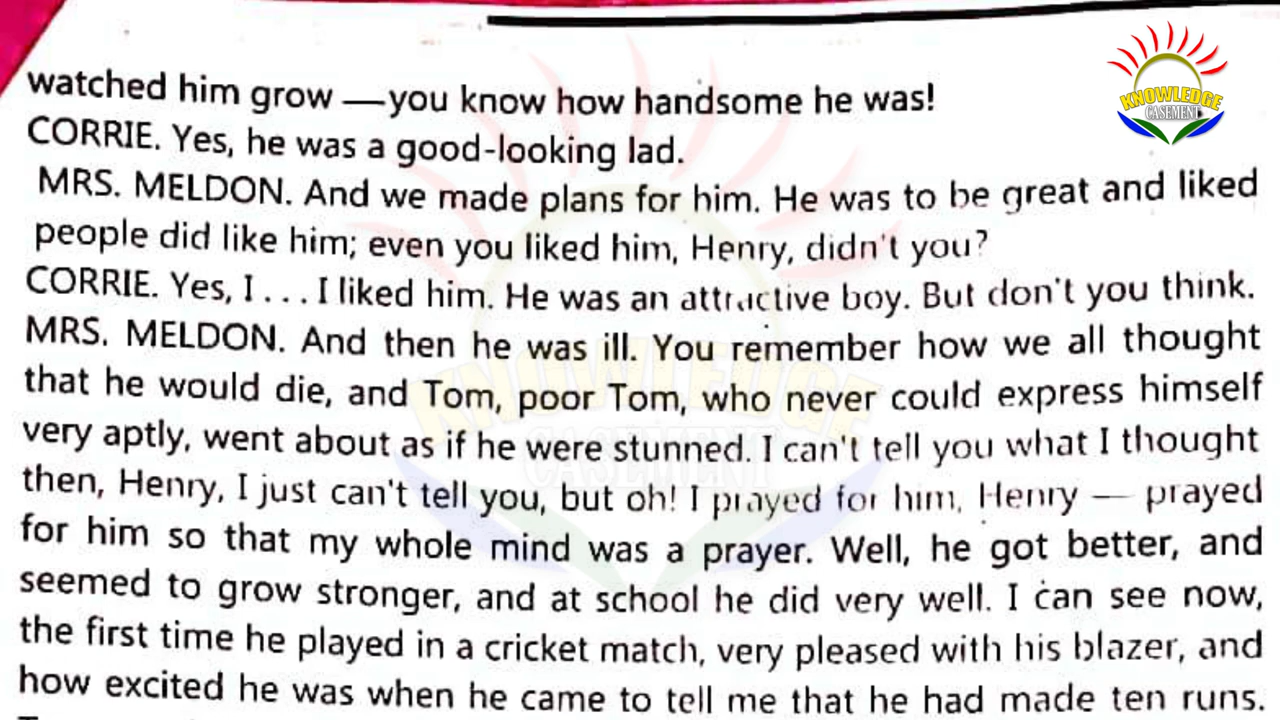 KNOWLEDGE
CASEMENT
watched him grow —you know how handsome he was!
CORRIE. Yes, he was a good-looking lad.
MRS. MELDON. And we made plans for him. He was to be great and liked
people did like him; even you liked him, Henry, didn't you?
CORRIE. Yes, I . . . I liked him. He was an attractive boy. But don't you think.
MRS. MELDON. And then he was ill. You remember how we all thought
that he would die, and Tom, poor Tom, who never could express himself
very aptly, went about as if he were stunned. I can't tell you what I thought
then, Henry, I just can't tell you, but oh! I prayed for him, Henry — prayed
for him so that my whole mind was a prayer. Well, he got better, and
seemed to grow stronger, and at school he did very well. I can see now,
the first time he played in a cricket match, very pleased with his blazer, and
how excited he was when he came to tell me that he had made ten runs.
KNOWLEDGE
CASEMENT